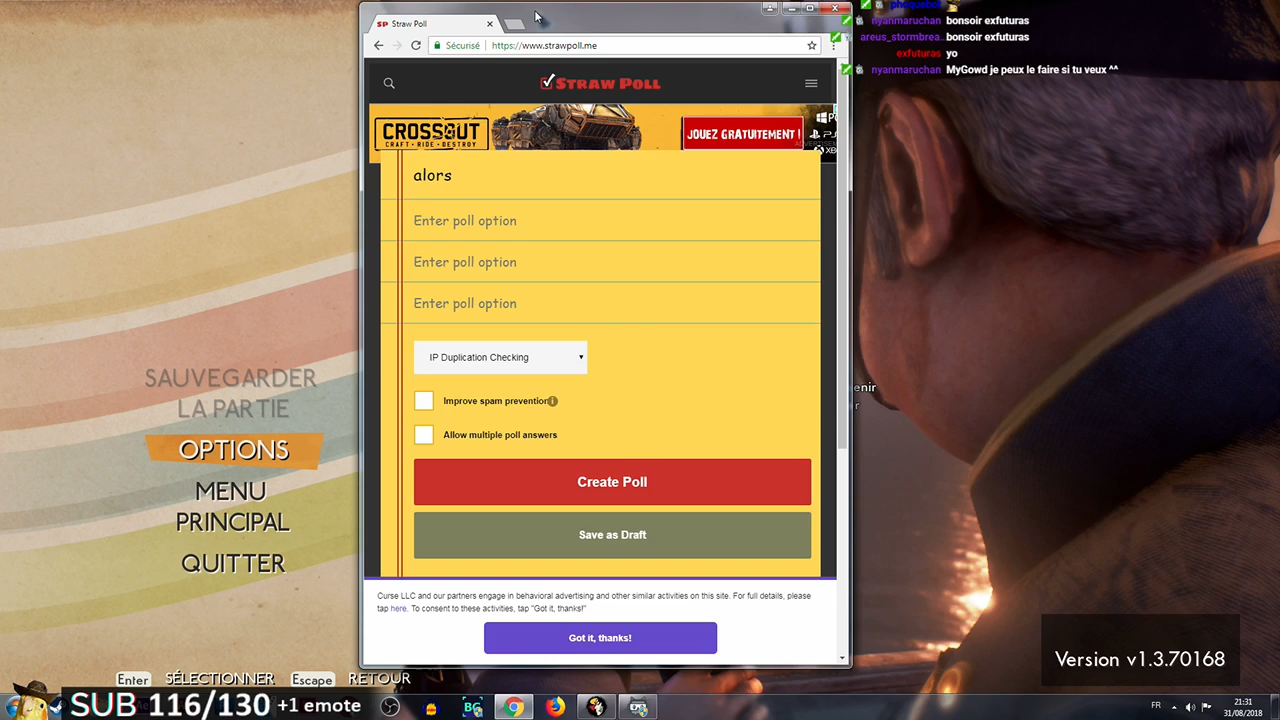 SP Straw Poll
Sécurisé https://www.strawpoll.me
STRAW POLL
CROSSOUT
CRAFT • RIDE • DESTROY
JOUEZ GRATUITEMENT !
alors
Enter poll option
Enter poll option
Enter poll option
IP Duplication Checking
Improve spam prevention
Allow multiple poll answers
Create Poll
Save as Draft
Curse LLC and our partners engage in behavioral advertising and other similar activities on this site. For full details, please
tap here. To consent to these activities, tap "Got it, thanks!"
Got it, thanks!
nyanmaruchan bonsoir exfuturas
areus_stormbrea.. bonsoir exfuturas
exfuturas yo
nyanmaruchan MyGowd je peux le faire si tu veux ^^
SAUVEGARDER
LA PARTIE
OPTIONS
MENU
PRINCIPAL
QUITTER
enir
r
Version v1.3.70168
Enter SÉLECTIONNER Escape RETOUR
SUB 116/130 +1 emote
BG
FR
21:31
31/08/2018